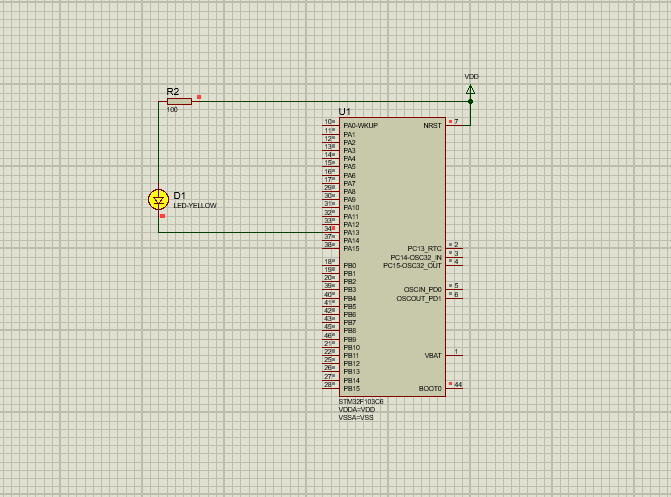 VDD
R2
100
U1
10 PA0-WKUP
11 PA1
12 PA2
13 PA3
14 PA4
15 PA5
16 PA6
17 PA7
29 PA8
30 PA9
31 PA10
32 PA11
33 PA12
34 PA13
37 PA14
38 PA15
18 PB0
19 PB1
20 PB2
39 PB3
40 PB4
41 PB5
42 PB6
43 PB7
45 PB8
46 PB9
21 PB10
22 PB11
25 PB12
26 PB13
27 PB14
28 PB15
NRST 7
PC13_RTC 2
PC14-OSC32_IN 3
PC15-OSC32_OUT 4
OSCIN_PD0 5
OSCOUT_PD1 6
VBAT 1
BOOT0 44
D1
LED-YELLOW
STM32F103C6
VDDA=VDD
VSSA=VSS